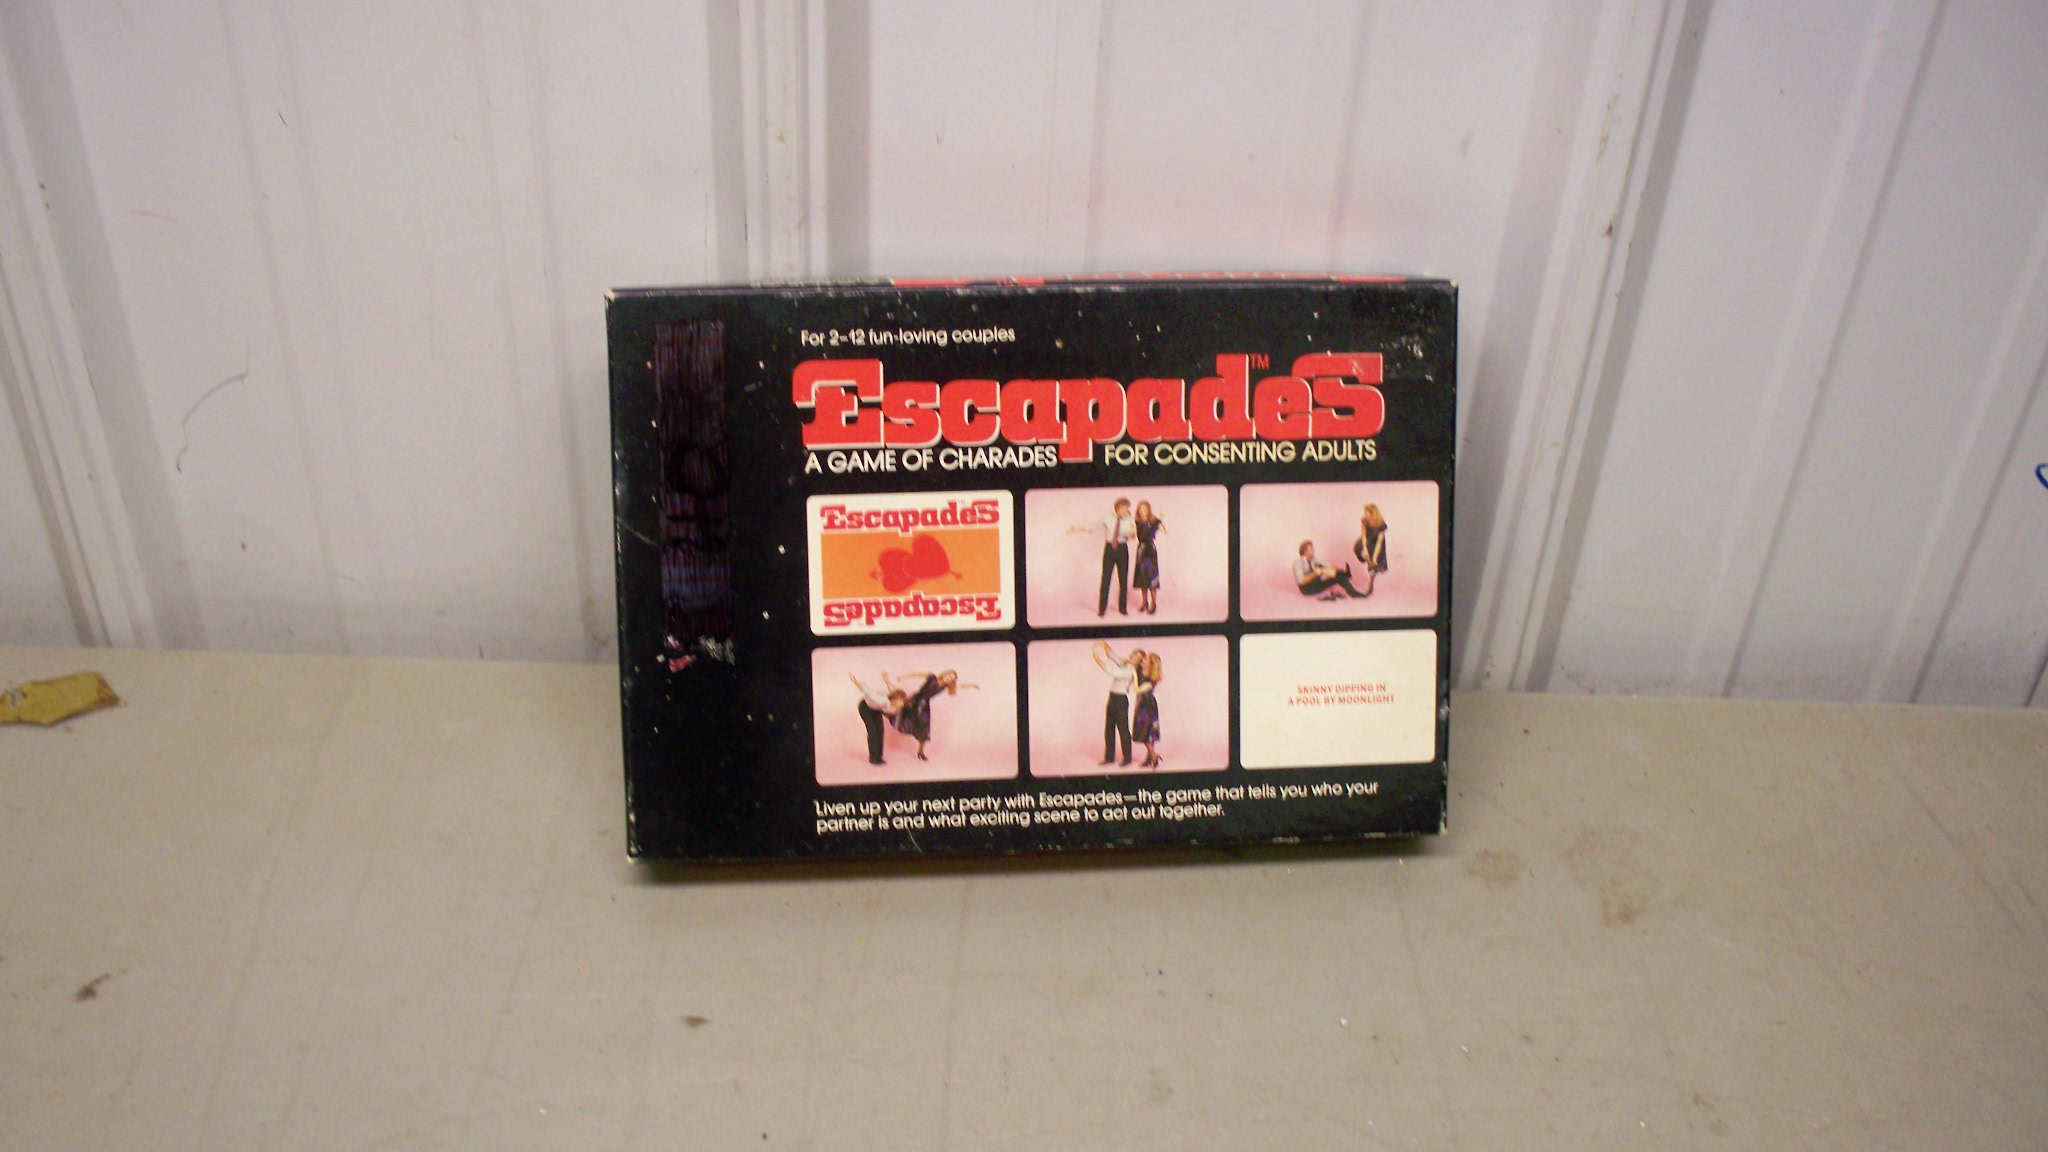 For 2-12 fun-loving couples
EscapadeS™
A GAME OF CHARADES FOR CONSENTING ADULTS
EscapadeS
EscapadeS
SKINNY DIPPING IN
A POOL BY MOONLIGHT
Liven up your next party with Escapades—the game that tells you who your
partner is and what exciting scene to act out together.